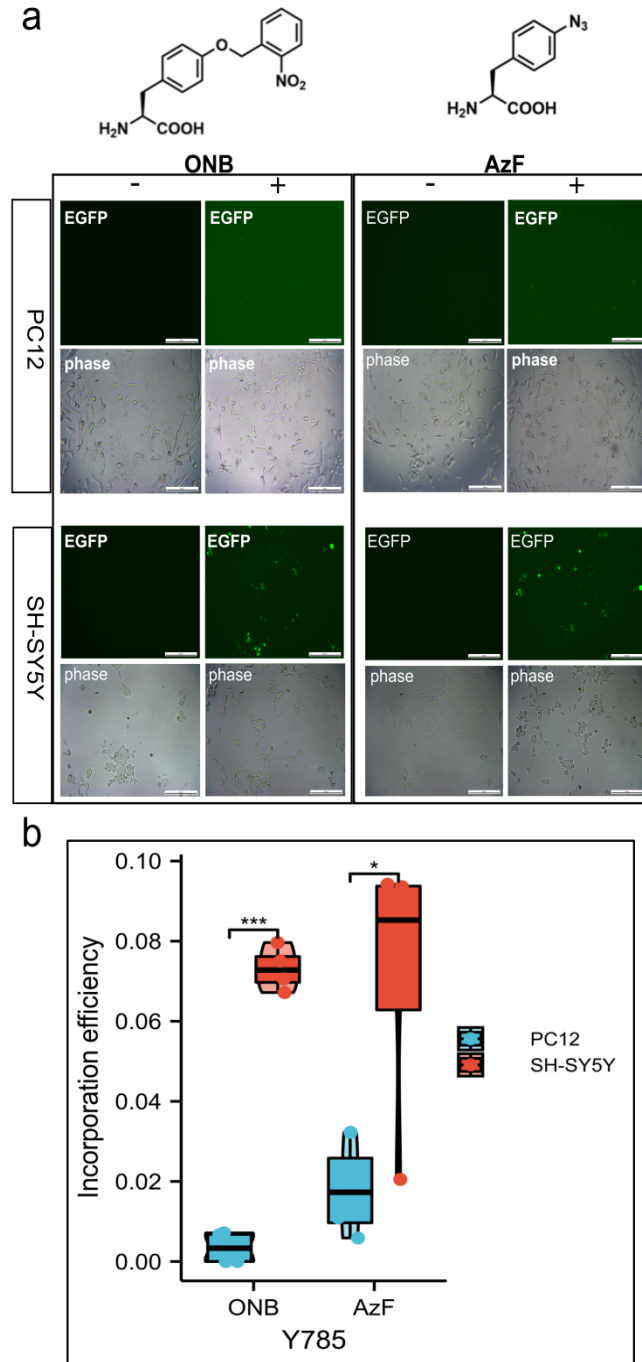 a
O
NO2
H2N
COOH
N3
H2N
COOH
ONB
AzF
- + - +
PC12
EGFP EGFP EGFP EGFP
phase phase phase phase
SH-SY5Y
EGFP EGFP EGFP EGFP
phase phase phase phase
b
Incorporation efficiency
0.10
0.08
0.06
0.04
0.02
0.00
***
*
PC12
SH-SY5Y
ONB AzF
Y785